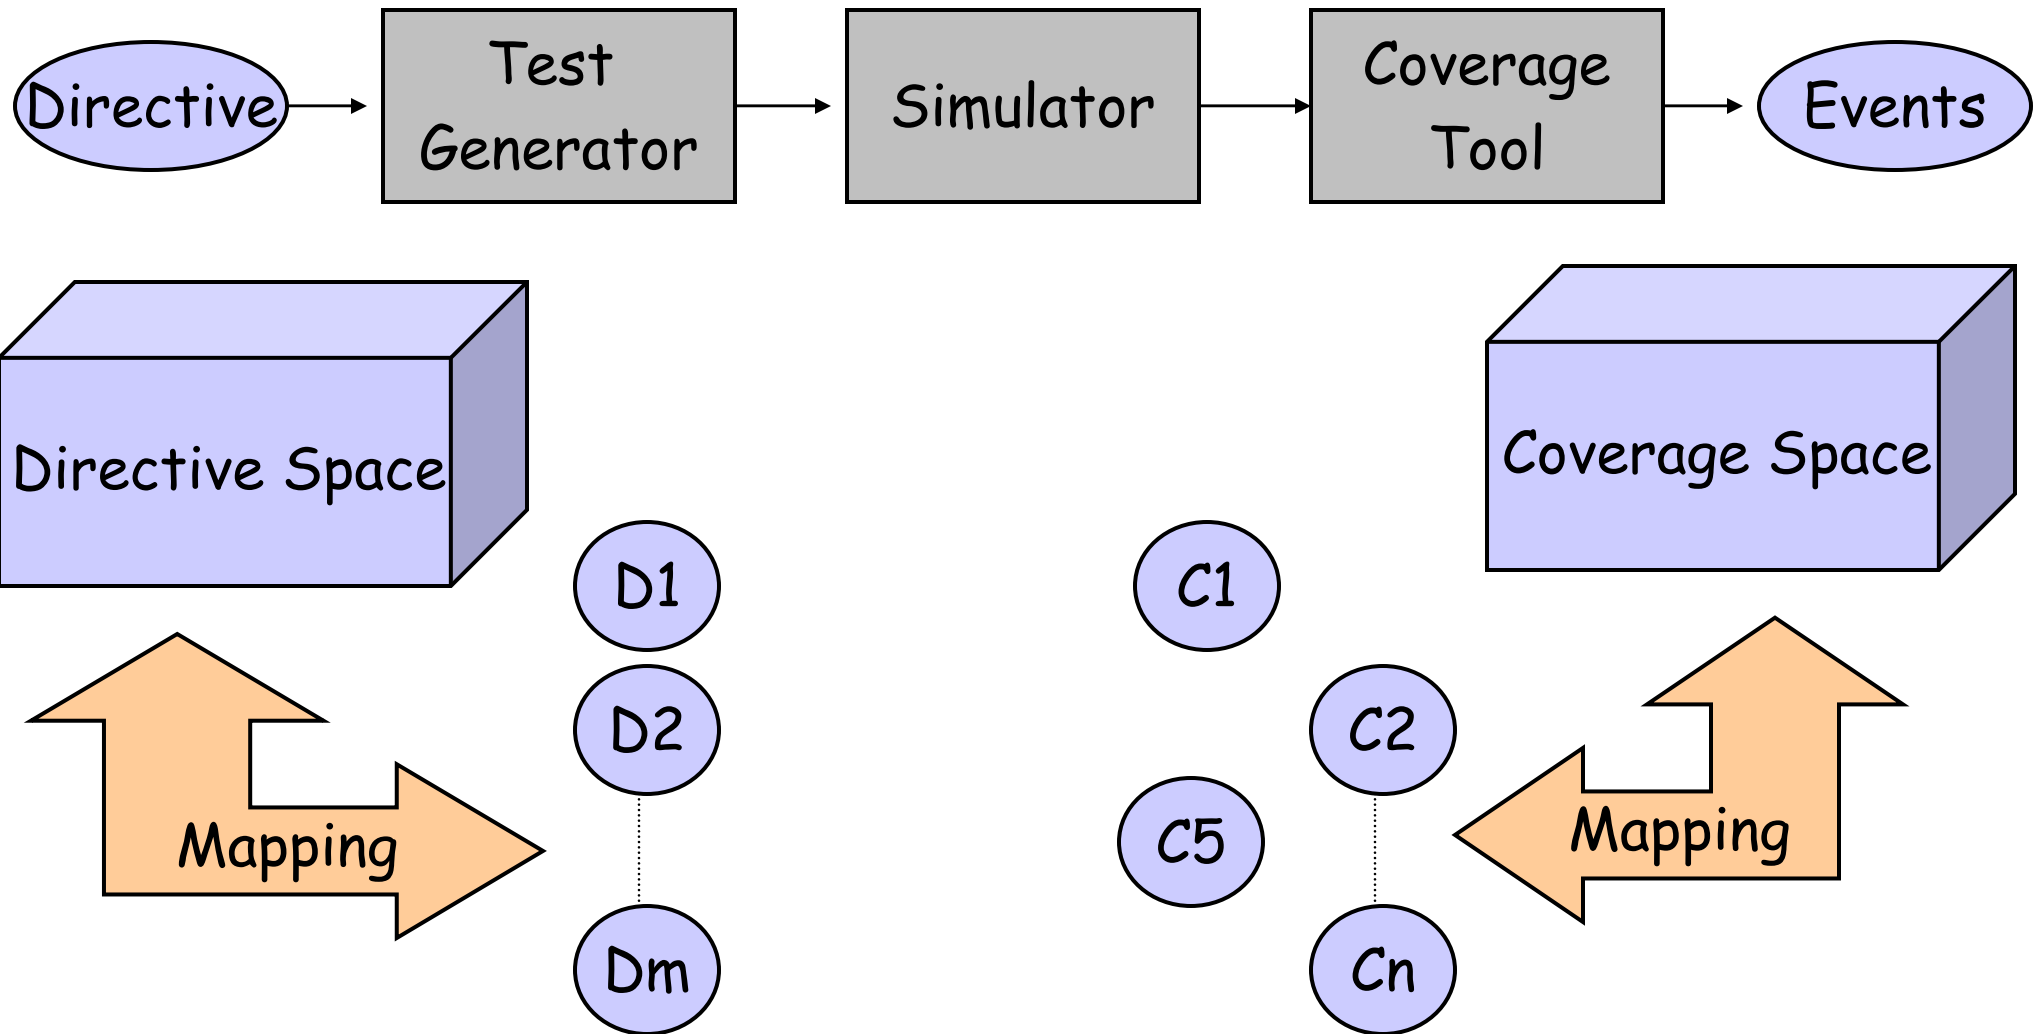 Directive
Test
Generator
Simulator
Coverage
Tool
Events
Directive Space
Coverage Space
D1
C1
D2
C2
Mapping
C5
Mapping
Dm
Cn